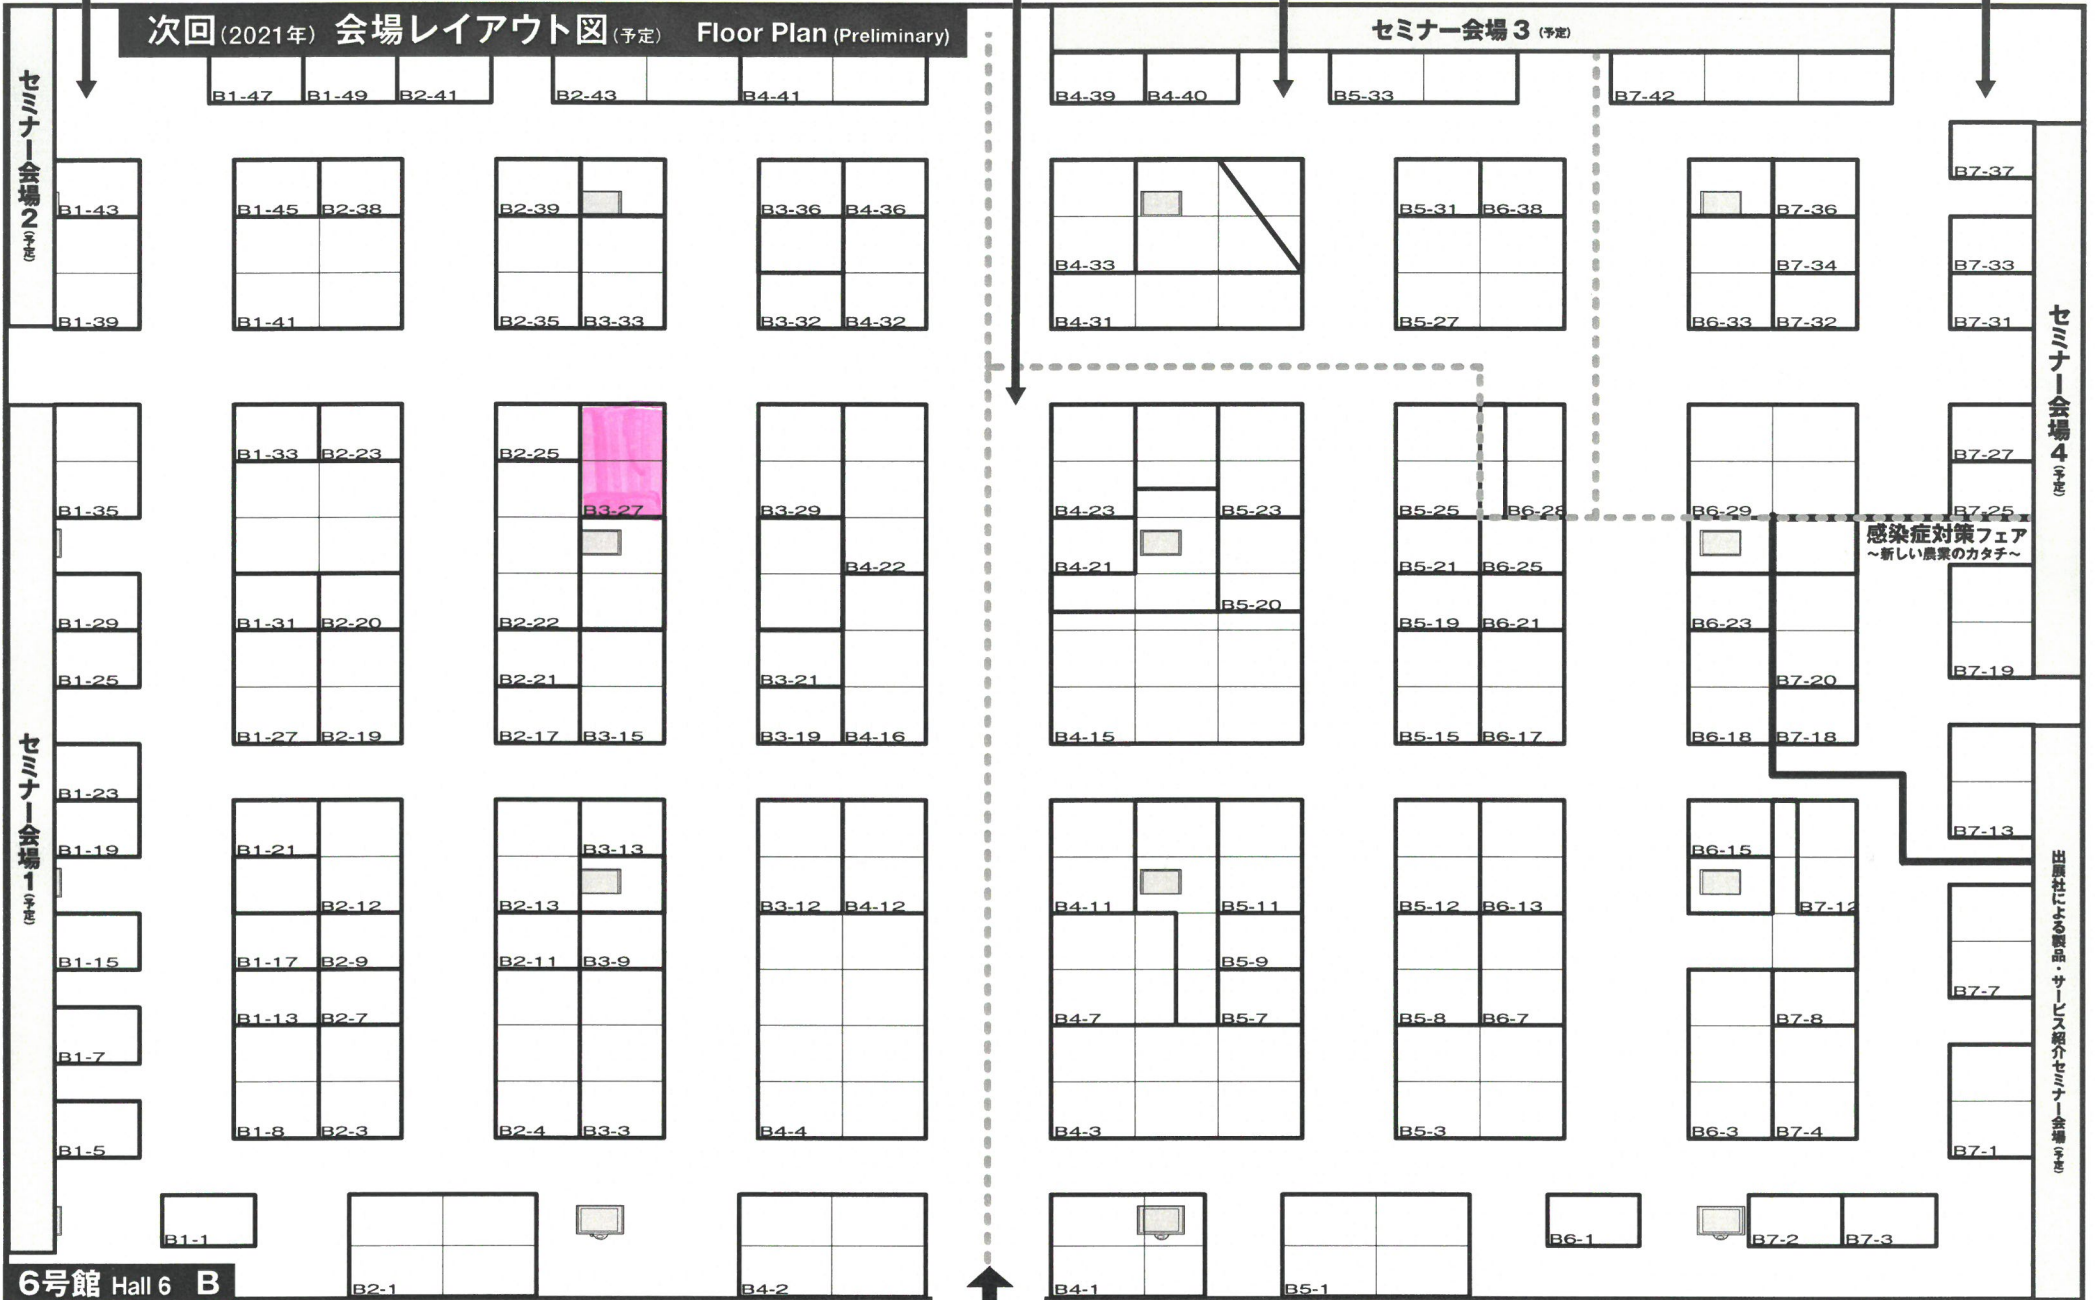 次回(2021年) 会場レイアウト図(予定) Floor Plan (Preliminary)
セミナー会場3(予定)
B1-47 B1-49 B2-41 B2-43 B4-41 B4-39 B4-40 B5-33 B7-42
セミナー会場2(予定)
B7-37
B1-43 B1-45 B2-38 B2-39 B3-36 B4-36 B5-31 B6-38 B7-36
B4-33 B7-34 B7-33
B1-39 B1-41 B2-35 B3-33 B3-32 B4-32 B4-31 B5-27 B6-33 B7-32 B7-31
セミナー会場4(予定)
B1-33 B2-23 B2-25 B7-27
B1-35 B3-27 B3-29 B4-23 B5-23 B5-25 B6-28 B6-29 B7-25
感染症対策フェア
～新しい農業のカタチ～
B4-22 B4-21 B5-21 B6-25
B5-20
B1-29 B1-31 B2-20 B2-22 B5-19 B6-21 B6-23
B1-25 B2-21 B3-21 B7-20 B7-19
B1-27 B2-19 B2-17 B3-15 B3-19 B4-16 B4-15 B5-15 B6-17 B6-18 B7-18
セミナー会場1(予定)
B1-23
B7-13
B1-19 B1-21 B3-13 B6-15
出展社による製品・サービス紹介セミナー会場(予定)
B2-12 B2-13 B3-12 B4-12 B4-11 B5-11 B5-12 B6-13 B7-12
B1-15 B1-17 B2-9 B2-11 B3-9 B5-9
B7-7
B1-13 B2-7 B4-7 B5-7 B5-8 B6-7 B7-8
B1-7
B1-8 B2-3 B2-4 B3-3 B4-4 B4-3 B5-3 B6-3 B7-4
B1-5 B7-1
B1-1 B6-1 B7-2 B7-3
6号館 Hall 6 B
B2-1 B4-2 B4-1 B5-1